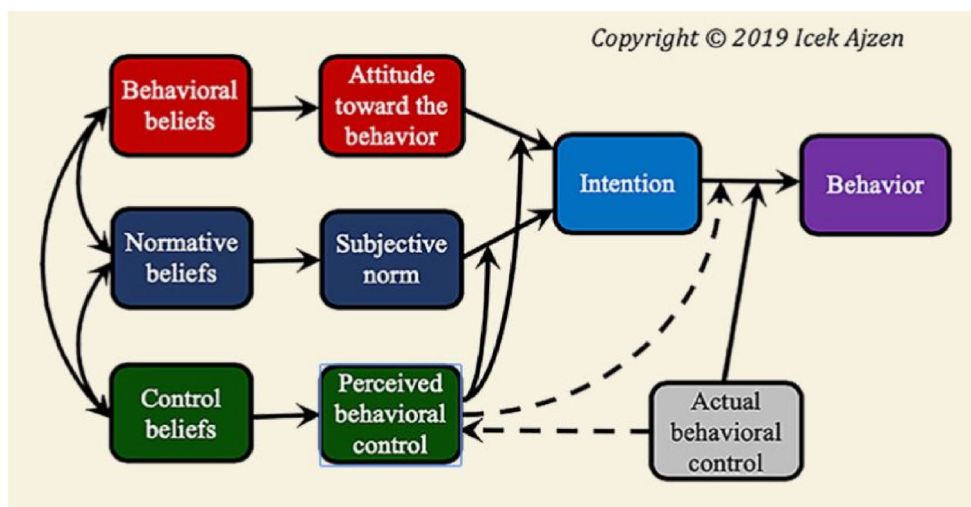 Copyright © 2019 Icek Ajzen
Behavioral
beliefs
Attitude
toward the
behavior
Intention
Behavior
Normative
beliefs
Subjective
norm
Control
beliefs
Perceived
behavioral
control
Actual
behavioral
control